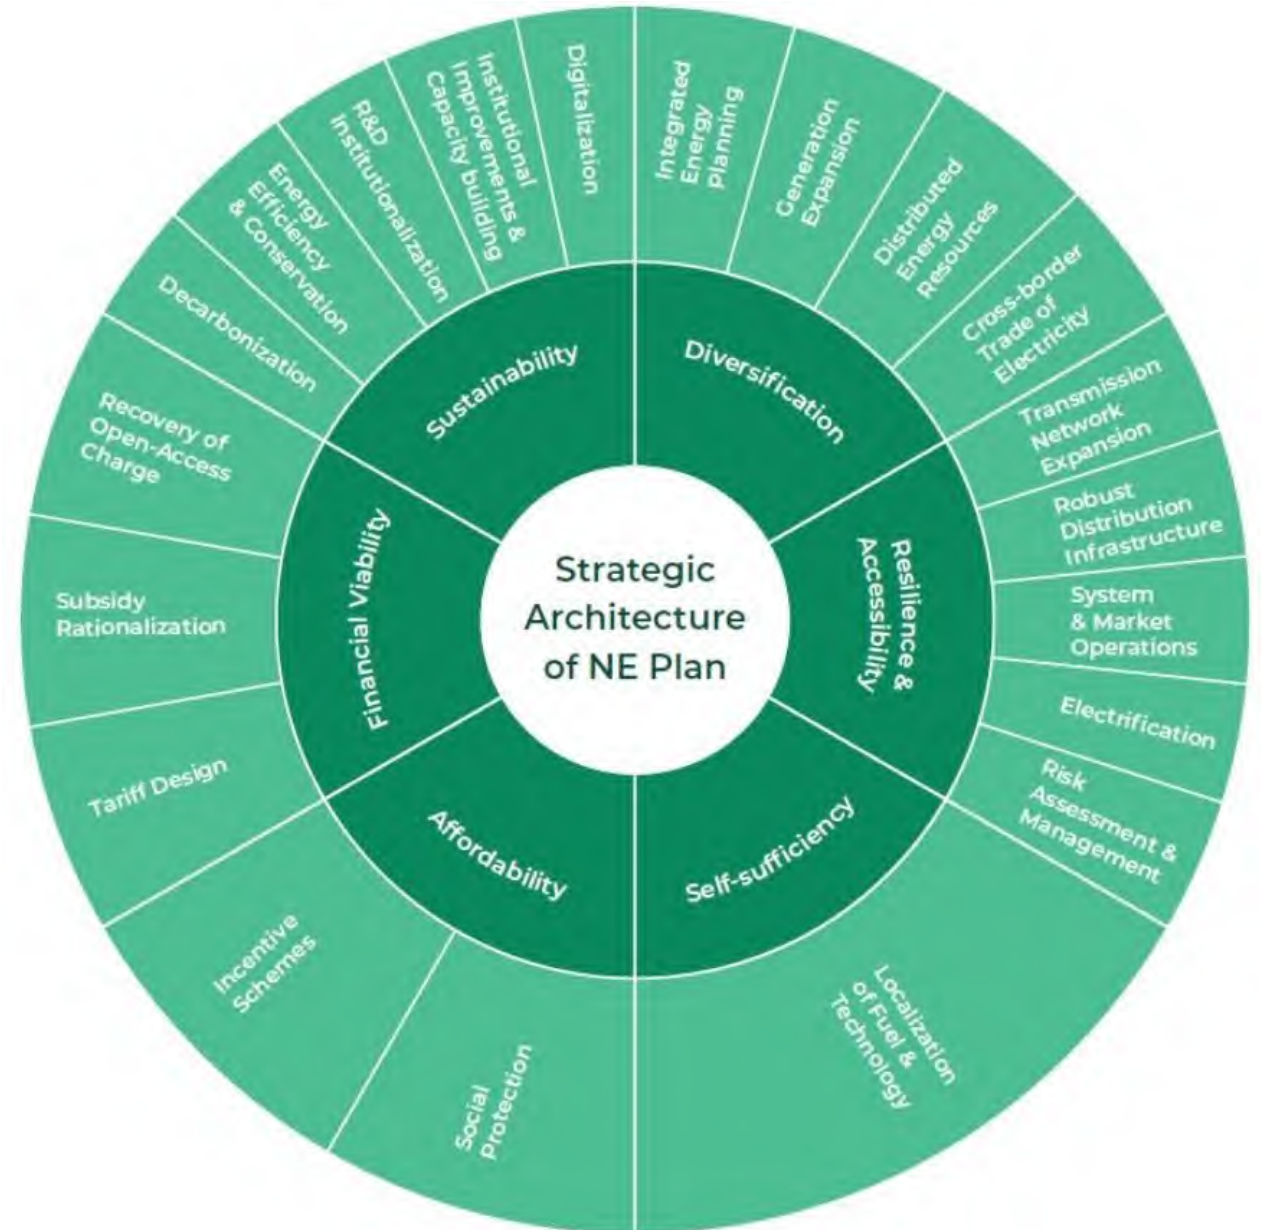 Strategic
Architecture
of NE Plan
Diversification
Resilience &
Accessibility
Self-sufficiency
Affordability
Financial Viability
Sustainability
Integrated
Energy
Planning
Generation
Expansion
Distributed
Energy
Resources
Cross-border
Trade of
Electricity
Transmission
Network
Expansion
Robust
Distribution
Infrastructure
System
& Market
Operations
Electrification
Risk
Assessment &
Management
Localization
of Fuel &
Technology
Social
Protection
Incentive
Schemes
Tariff Design
Subsidy
Rationalization
Recovery of
Open-Access
Charge
Decarbonization
Energy
Efficiency
& Conservation
R&D
Institutionalization
Institutional
Improvements &
Capacity building
Digitalization